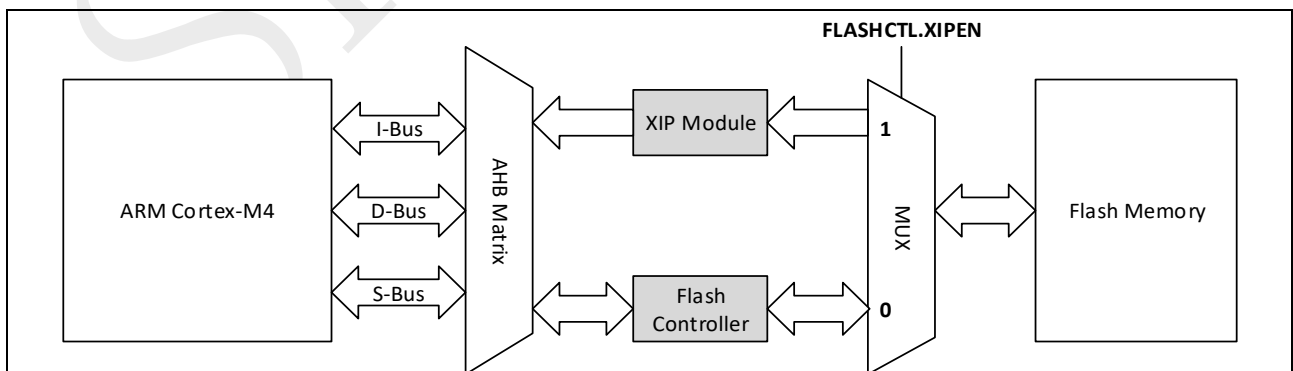 FLASHCTL.XIPEN
ARM Cortex-M4
I-Bus
D-Bus
S-Bus
AHB Matrix
XIP Module
Flash
Controller
1
0
MUX
Flash Memory